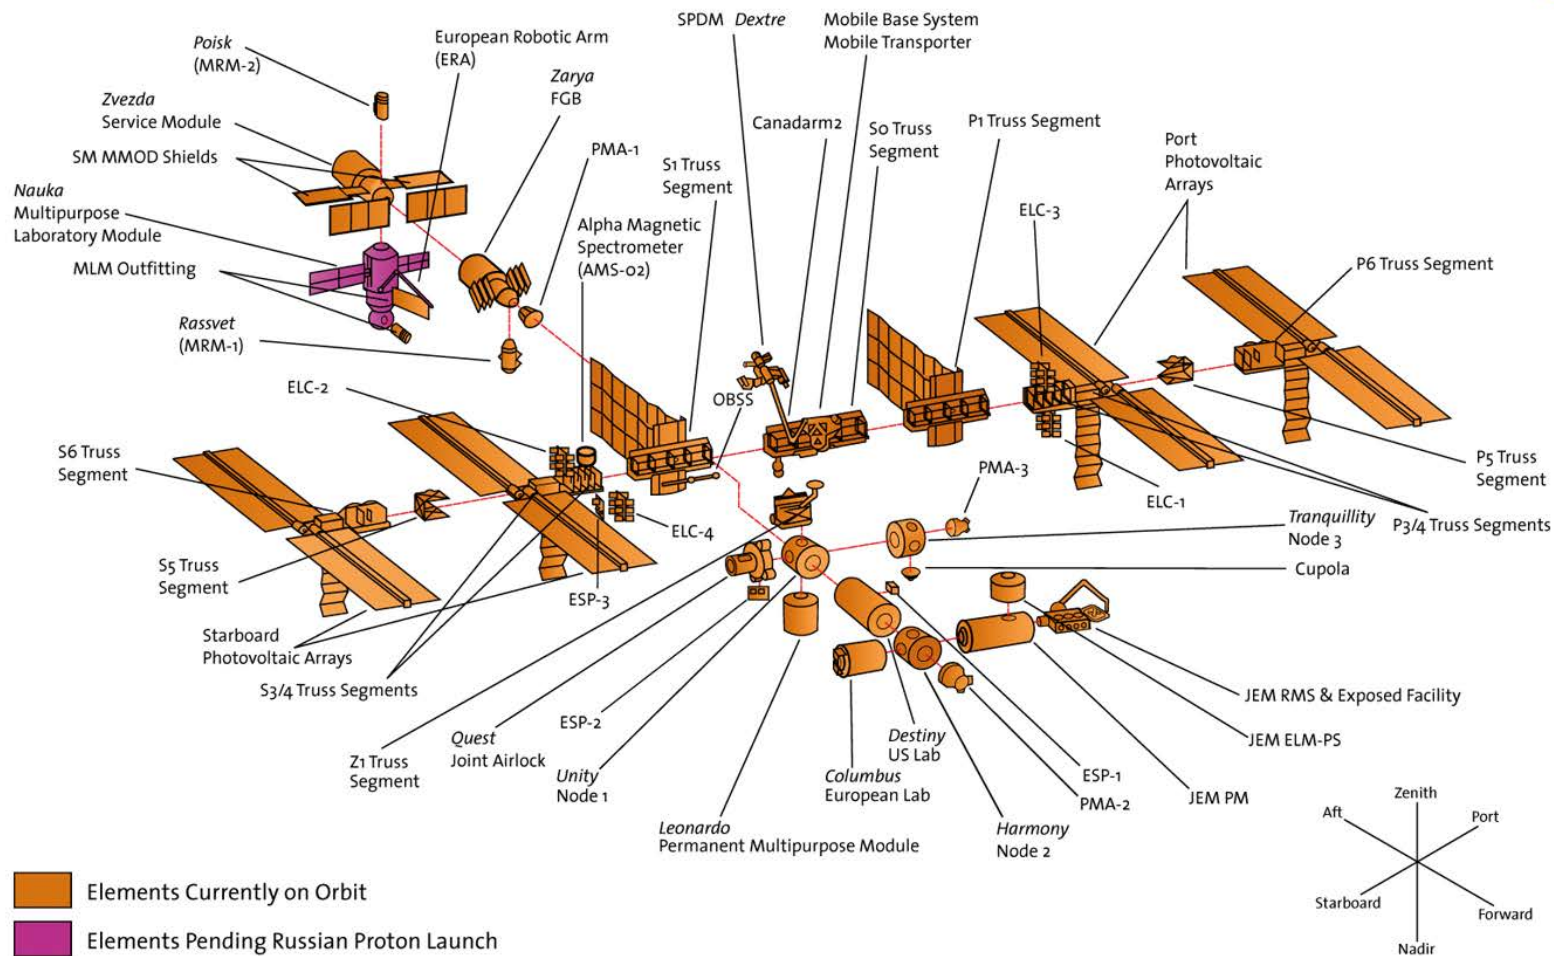 SPDM Dextre
Mobile Base System
Mobile Transporter
Poisk
(MRM-2)
European Robotic Arm
(ERA)
Zarya
FGB
Zvezda
Service Module
Canadarm2
S0 Truss
Segment
P1 Truss Segment
SM MMOD Shields
PMA-1
S1 Truss
Segment
Port
Photovoltaic
Arrays
Nauka
Multipurpose
Laboratory Module
Alpha Magnetic
Spectrometer
(AMS-02)
ELC-3
MLM Outfitting
P6 Truss Segment
Rassvet
(MRM-1)
ELC-2
OBSS
S6 Truss
Segment
PMA-3
P5 Truss
Segment
ELC-1
ELC-4
Tranquillity
Node 3
P3/4 Truss Segments
S5 Truss
Segment
Cupola
ESP-3
Starboard
Photovoltaic Arrays
S3/4 Truss Segments
JEM RMS & Exposed Facility
ESP-2
Quest
Joint Airlock
Destiny
US Lab
JEM ELM-PS
Z1 Truss
Segment
Unity
Node 1
Columbus
European Lab
ESP-1
PMA-2
JEM PM
Leonardo
Permanent Multipurpose Module
Harmony
Node 2
Zenith
Aft
Port
Starboard
Forward
Nadir
Elements Currently on Orbit
Elements Pending Russian Proton Launch